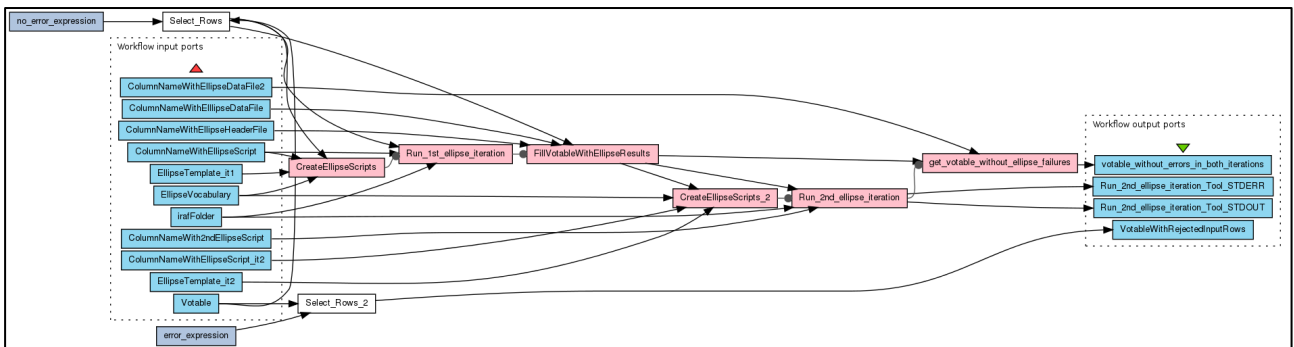 no_error_expression
Select_Rows
Workflow input ports
ColumnNameWithEllipseDataFile2
ColumnNameWithElllipseDataFile
ColumnNameWithEllipseHeaderFile
ColumnNameWithEllipseScript
EllipseTemplate_it1
EllipseVocabulary
irafFolder
ColumnNameWith2ndEllipseScript
ColumnNameWithEllipseScript_it2
EllipseTemplate_it2
Votable
error_expression
Select_Rows_2
CreateEllipseScripts
Run_1st_ellipse_iteration
FillVotableWithEllipseResults
CreateEllipseScripts_2
Run_2nd_ellipse_iteration
get_votable_without_ellipse_failures
Workflow output ports
votable_without_errors_in_both_iterations
Run_2nd_ellipse_iteration_Tool_STDERR
Run_2nd_ellipse_iteration_Tool_STDOUT
VotableWithRejectedInputRows